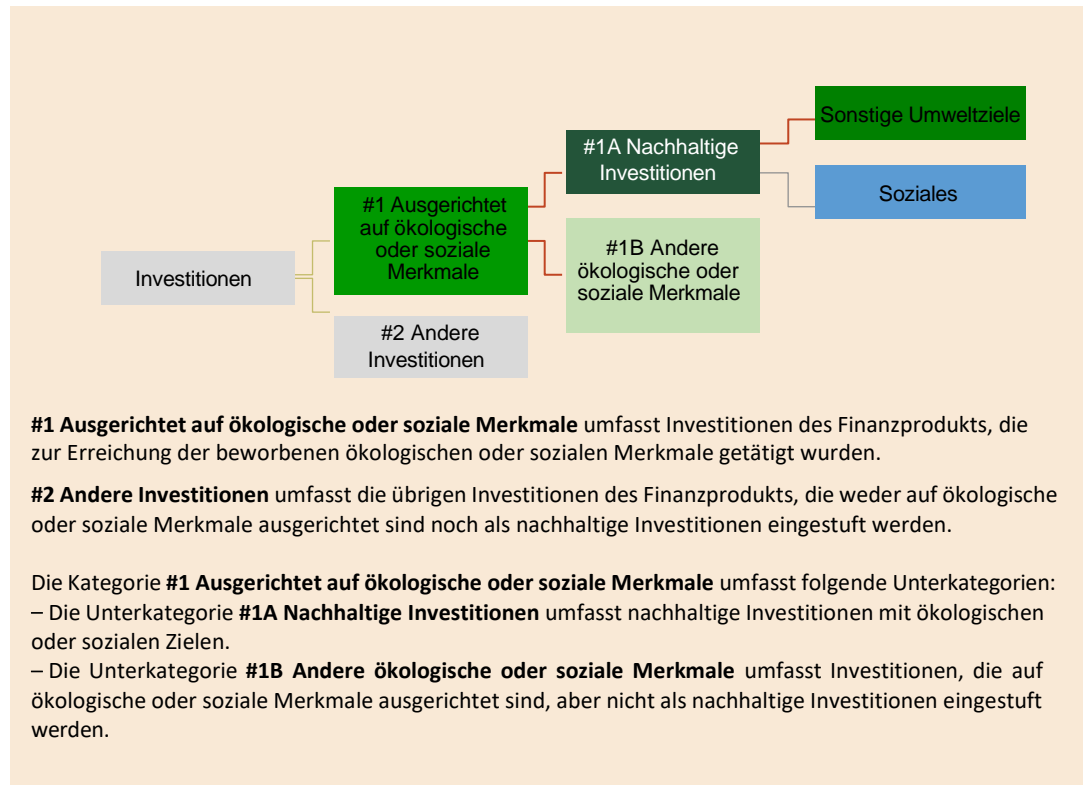 Sonstige Umweltziele
#1A Nachhaltige
Investitionen
Soziales
#1 Ausgerichtet
auf ökologische
oder soziale
Merkmale
#1B Andere
ökologische oder
soziale Merkmale
Investitionen
#2 Andere
Investitionen
#1 Ausgerichtet auf ökologische oder soziale Merkmale umfasst Investitionen des Finanzprodukts, die
zur Erreichung der beworbenen ökologischen oder sozialen Merkmale getätigt wurden.
#2 Andere Investitionen umfasst die übrigen Investitionen des Finanzprodukts, die weder auf ökologische
oder soziale Merkmale ausgerichtet sind noch als nachhaltige Investitionen eingestuft werden.
Die Kategorie #1 Ausgerichtet auf ökologische oder soziale Merkmale umfasst folgende Unterkategorien:
– Die Unterkategorie #1A Nachhaltige Investitionen umfasst nachhaltige Investitionen mit ökologischen
oder sozialen Zielen.
– Die Unterkategorie #1B Andere ökologische oder soziale Merkmale umfasst Investitionen, die auf
ökologische oder soziale Merkmale ausgerichtet sind, aber nicht als nachhaltige Investitionen eingestuft
werden.